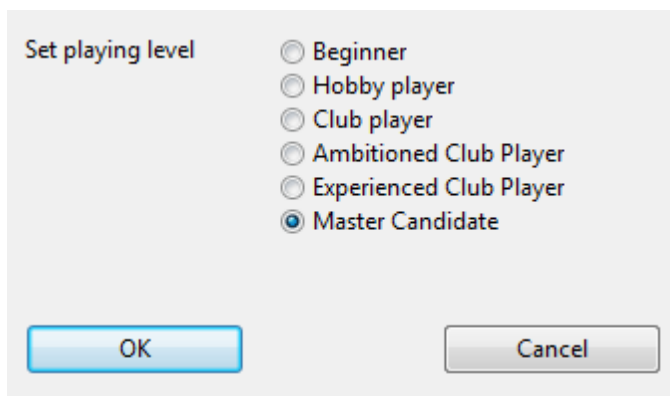 Set playing level
Beginner
Hobby player
Club player
Ambitioned Club Player
Experienced Club Player
Master Candidate
OK
Cancel